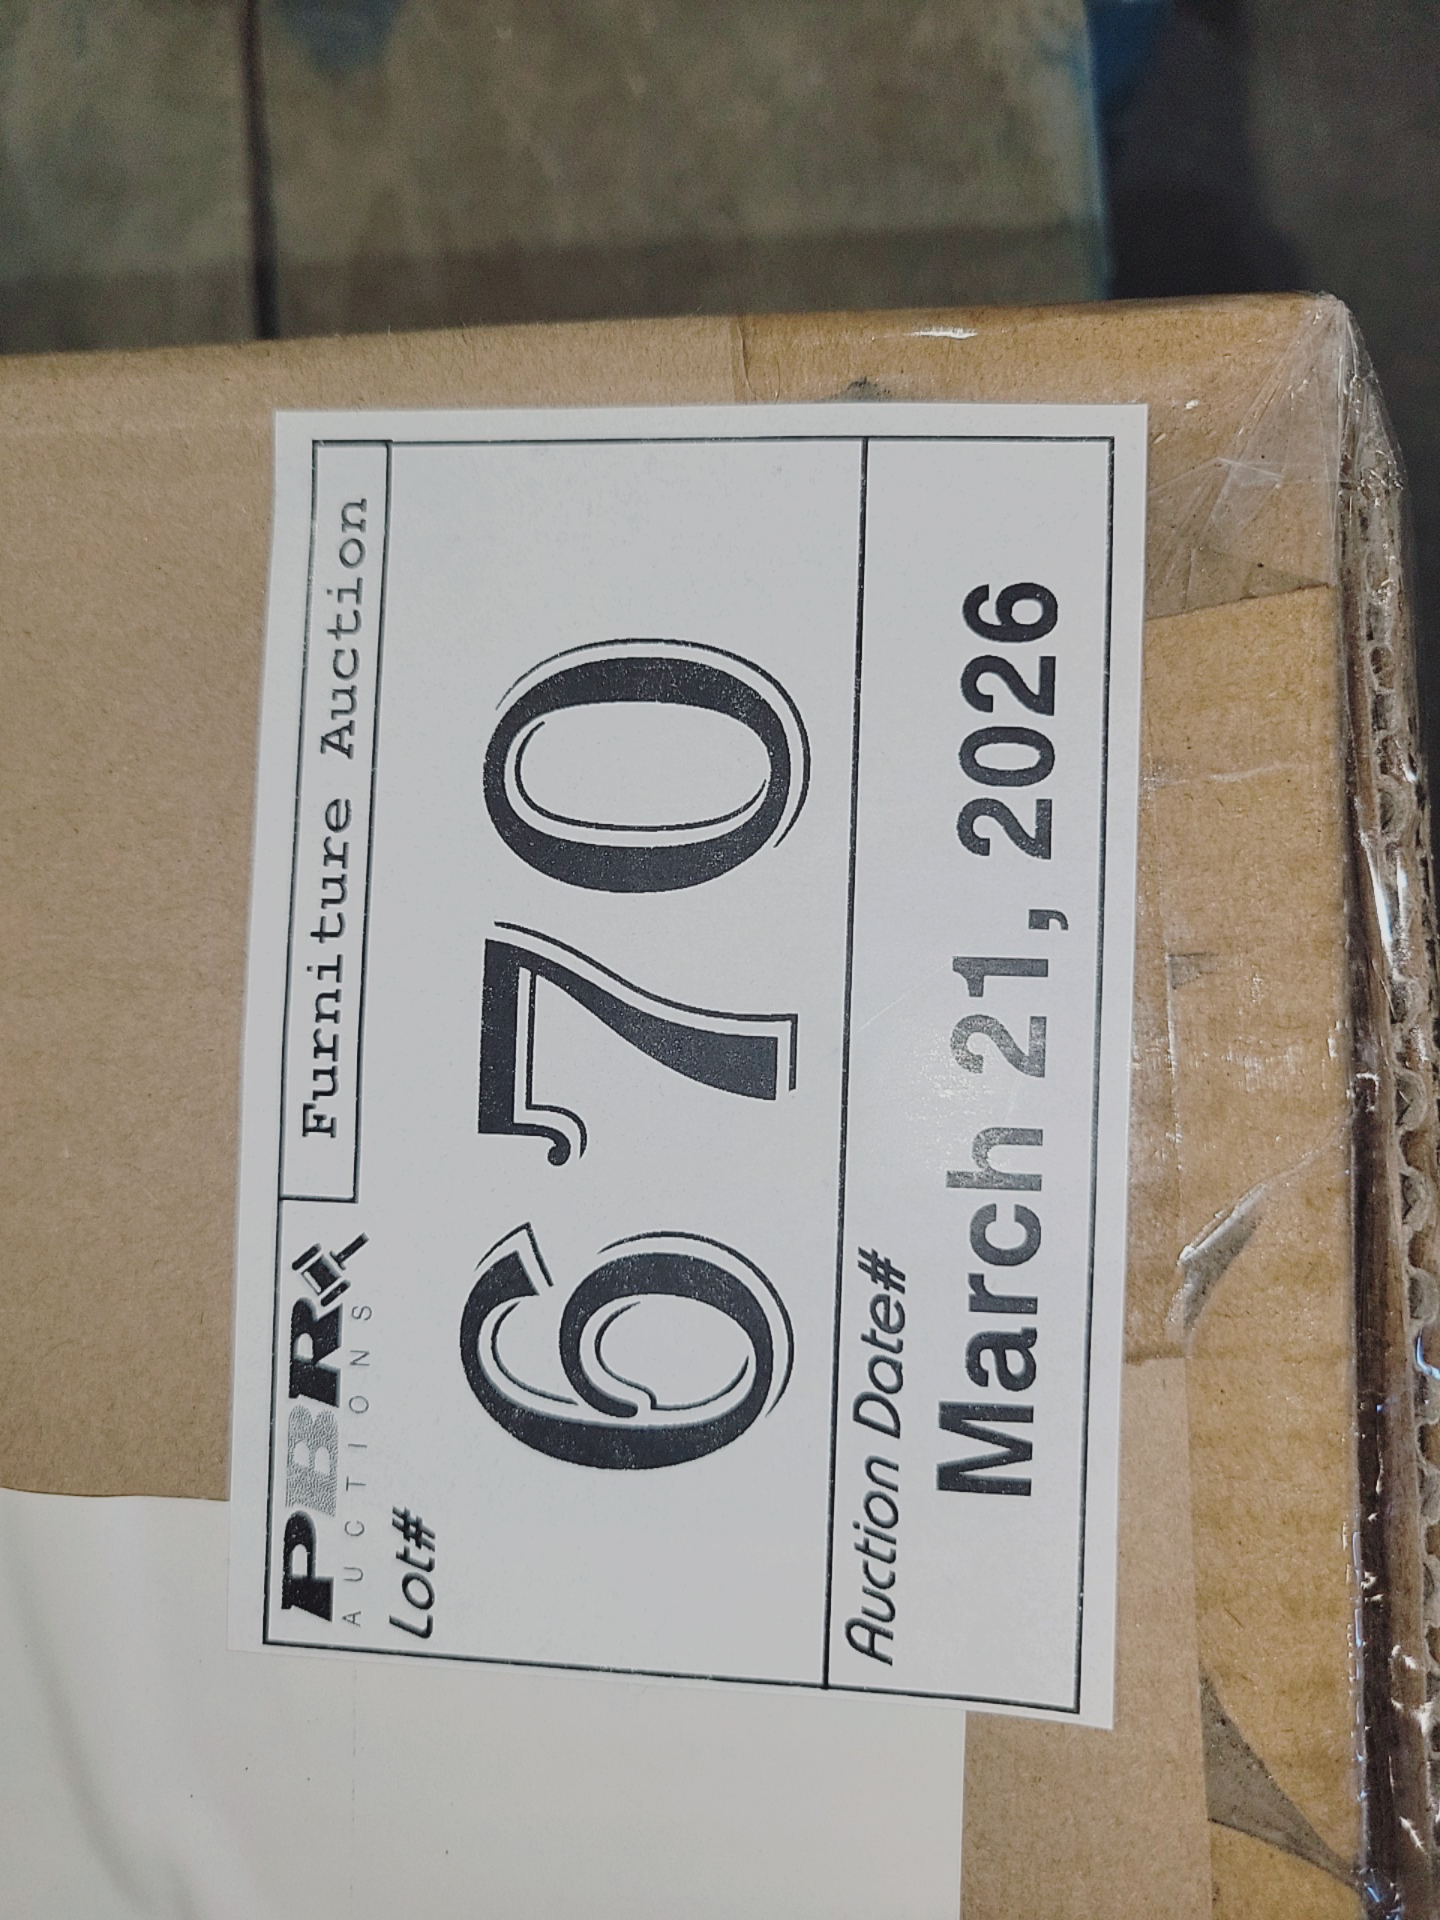 PBR
AUCTIONS
Furniture Auction
Lot#
670
Auction Date#
March 21, 2026